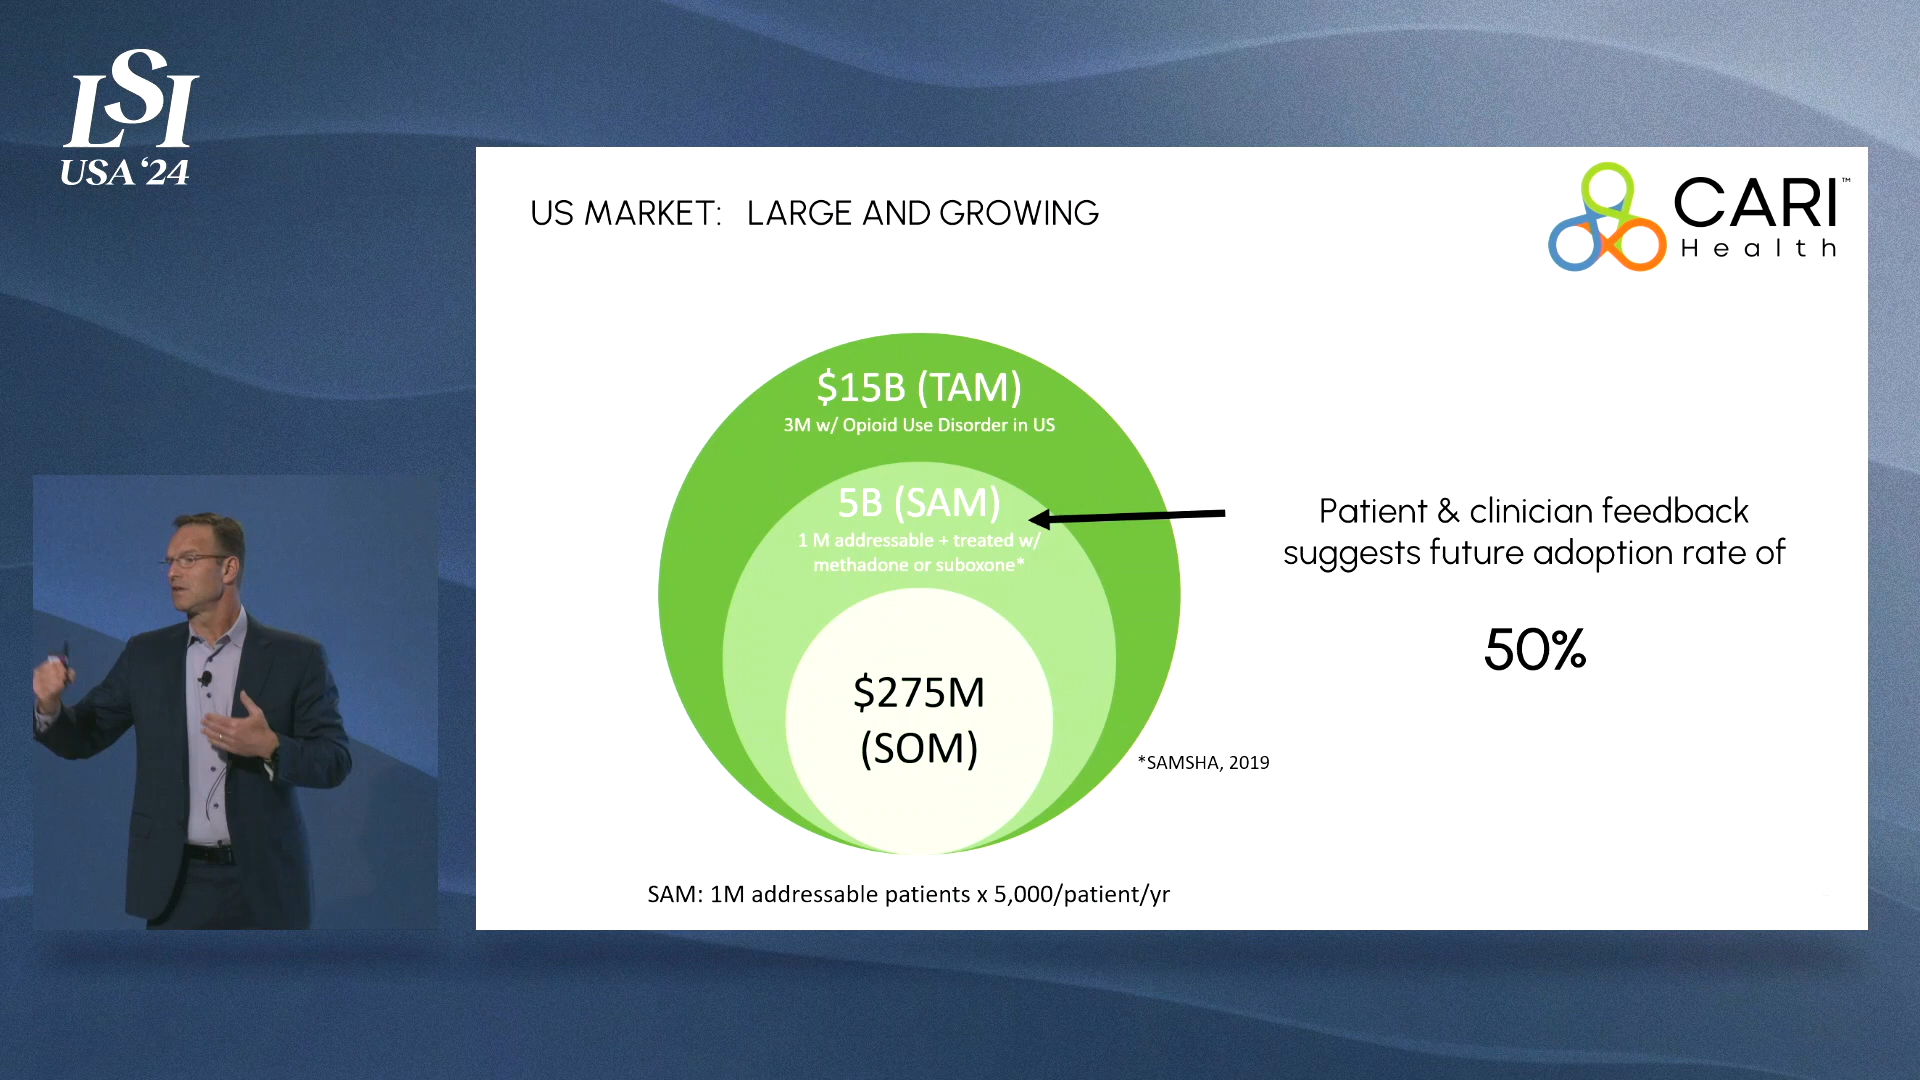 LSI
USA '24
US MARKET: LARGE AND GROWING
CARI™
Health
$15B (TAM)
3M w/ Opioid Use Disorder in US
5B (SAM)
1 M addressable + treated w/
methadone or suboxone*
$275M
(SOM)
Patient & clinician feedback
suggests future adoption rate of
50%
*SAMSHA, 2019
SAM: 1M addressable patients x 5,000/patient/yr